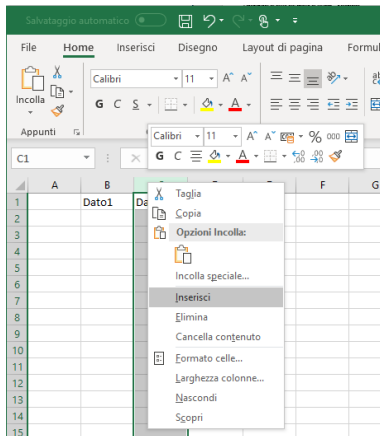 Salvataggio automatico
File Home Inserisci Disegno Layout di pagina Formul
Calibri 11 A A
Incolla
G C S A
Appunti
Calibri 11 A A % 000
G C A ,00
C1
A B F G
1 Dato1 Da
2
3
4
5
6
7
8
9
10
11
12
13
14
15
Taglia
Copia
Opzioni Incolla:
Incolla speciale...
Inserisci
Elimina
Cancella contenuto
Formato celle...
Larghezza colonne...
Nascondi
Scopri